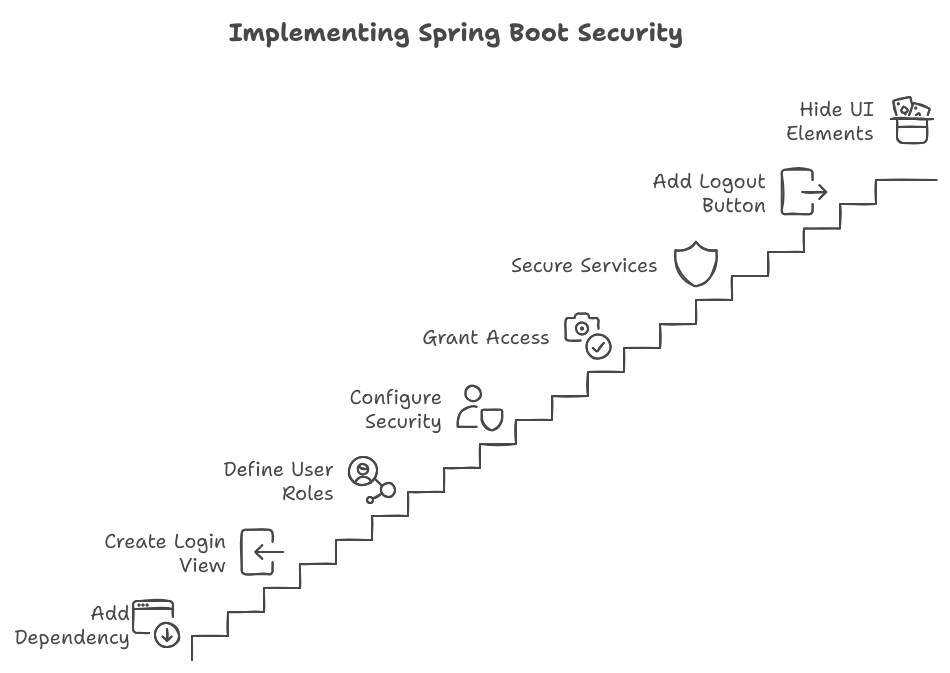 Implementing Spring Boot Security
Hide UI
Elements
Add Logout
Button
Secure Services
Grant Access
Configure
Security
Define User
Roles
Create Login
View
Add
Dependency